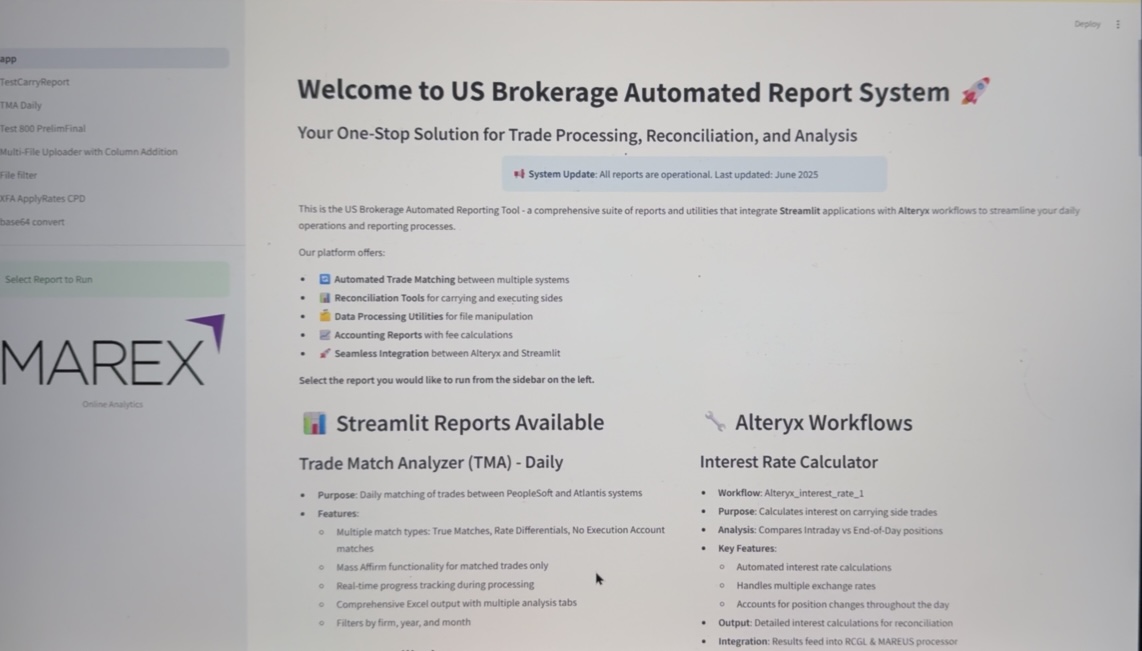 Deploy
app
TestCarryReport
TMA Daily
Test 800 PrelimFinal
Multi-File Uploader with Column Addition
File filter
XFA ApplyRates CPD
base64 convert
Select Report to Run
MAREX
Online Analytics
Welcome to US Brokerage Automated Report System 🚀
Your One-Stop Solution for Trade Processing, Reconciliation, and Analysis
📢 System Update: All reports are operational. Last updated: June 2025
This is the US Brokerage Automated Reporting Tool - a comprehensive suite of reports and utilities that integrate Streamlit applications with Alteryx workflows to streamline your daily
operations and reporting processes.
Our platform offers:
• Automated Trade Matching between multiple systems
• Reconciliation Tools for carrying and executing sides
• Data Processing Utilities for file manipulation
• Accounting Reports with fee calculations
• Seamless Integration between Alteryx and Streamlit
Select the report you would like to run from the sidebar on the left.
📊 Streamlit Reports Available
Trade Match Analyzer (TMA) - Daily
• Purpose: Daily matching of trades between PeopleSoft and Atlantis systems
• Features:
○ Multiple match types: True Matches, Rate Differentials, No Execution Account
matches
○ Mass Affirm functionality for matched trades only
○ Real-time progress tracking during processing
○ Comprehensive Excel output with multiple analysis tabs
○ Filters by firm, year, and month
🔧 Alteryx Workflows
Interest Rate Calculator
• Workflow: Alteryx_interest_rate_1
• Purpose: Calculates interest on carrying side trades
• Analysis: Compares Intraday vs End-of-Day positions
• Key Features:
○ Automated interest rate calculations
○ Handles multiple exchange rates
○ Accounts for position changes throughout the day
• Output: Detailed interest calculations for reconciliation
• Integration: Results feed into RCGL & MAREUS processor